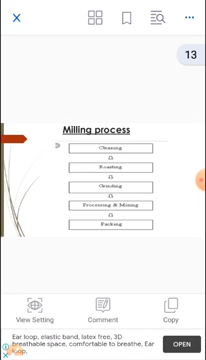 13
Milling process
Cleaning
Roasting
Grinding
Processing & Mixing
Packing
View Setting
Comment
Copy
Ear loop, elastic band, latex free, 3D
breathable space, comfortable to breathe, Ear
loop.
OPEN